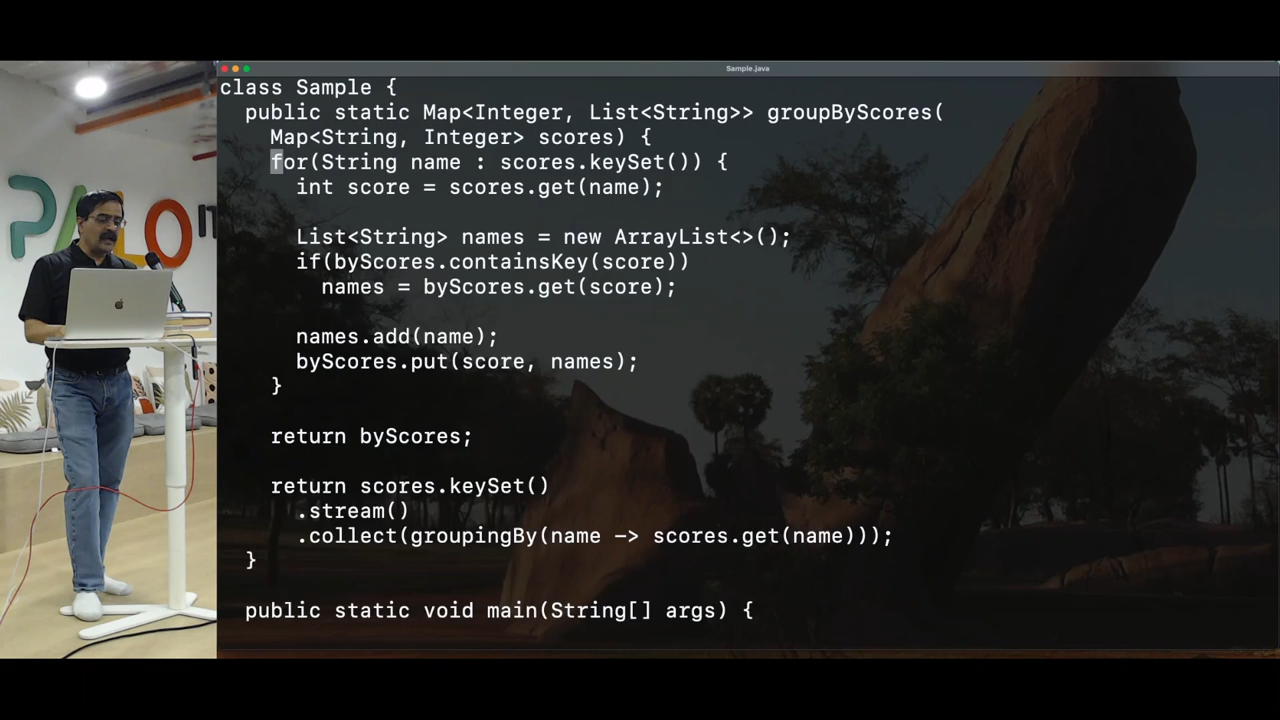 PALO IT
Sample.java
class Sample {
public static Map<Integer, List<String>> groupByScores(
Map<String, Integer> scores) {
for(String name : scores.keySet()) {
int score = scores.get(name);
List<String> names = new ArrayList<>();
if(byScores.containsKey(score))
names = byScores.get(score);
names.add(name);
byScores.put(score, names);
}
return byScores;
return scores.keySet()
.stream()
.collect(groupingBy(name -> scores.get(name)));
}
public static void main(String[] args) {